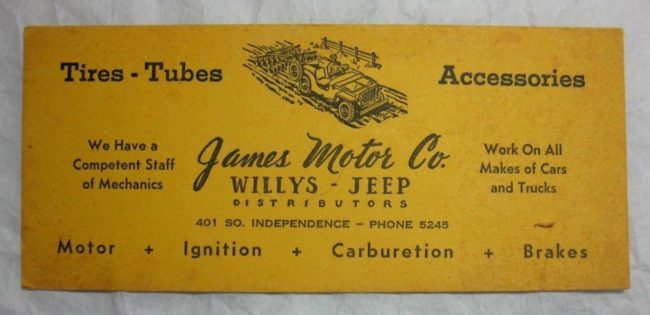 Tires - Tubes
Accessories
We Have a
Competent Staff
of Mechanics
James Motor Co.
WILLYS - JEEP
DISTRIBUTORS
Work On All
Makes of Cars
and Trucks
401 SO. INDEPENDENCE - PHONE 5245
Motor + Ignition + Carburetion + Brakes